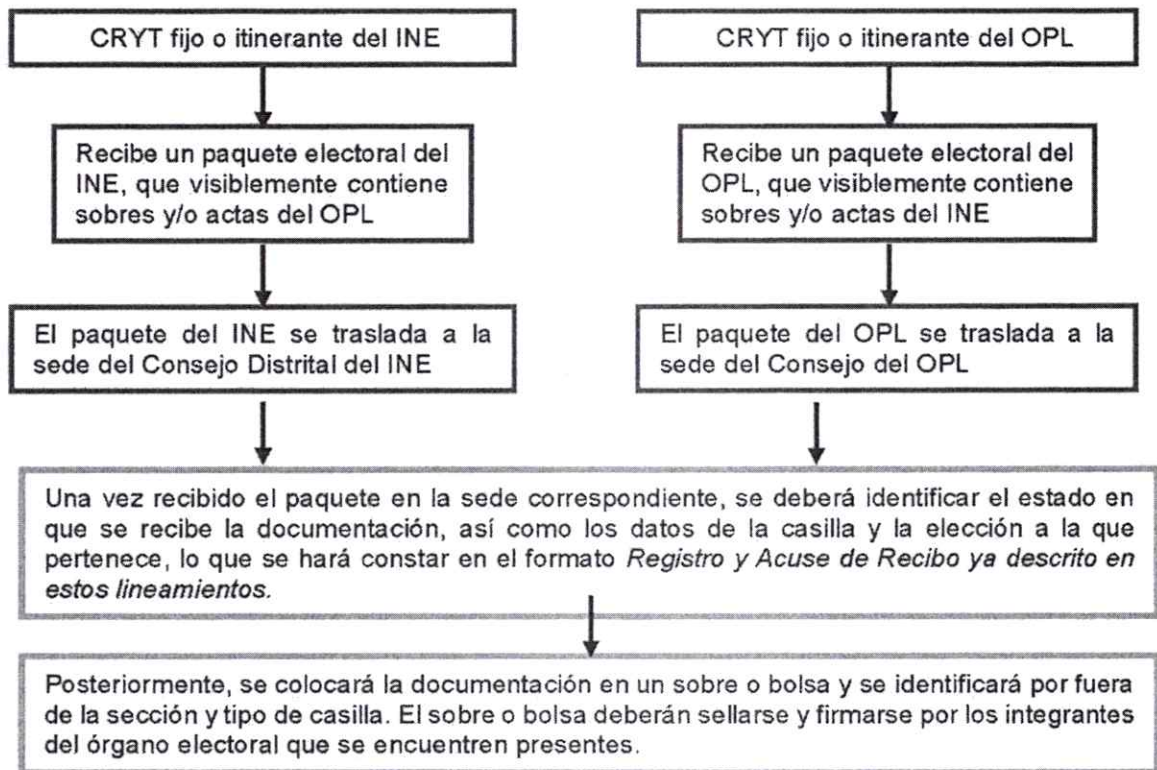 CRYT fijo o itinerante del INE
CRYT fijo o itinerante del OPL
Recibe un paquete electoral del
INE, que visiblemente contiene
sobres y/o actas del OPL
Recibe un paquete electoral del
OPL, que visiblemente contiene
sobres y/o actas del INE
El paquete del INE se traslada a la
sede del Consejo Distrital del INE
El paquete del OPL se traslada a la
sede del Consejo del OPL
Una vez recibido el paquete en la sede correspondiente, se deberá identificar el estado en
que se recibe la documentación, así como los datos de la casilla y la elección a la que
pertenece, lo que se hará constar en el formato Registro y Acuse de Recibo ya descrito en
estos lineamientos.
Posteriormente, se colocará la documentación en un sobre o bolsa y se identificará por fuera
de la sección y tipo de casilla. El sobre o bolsa deberán sellarse y firmarse por los integrantes
del órgano electoral que se encuentren presentes.